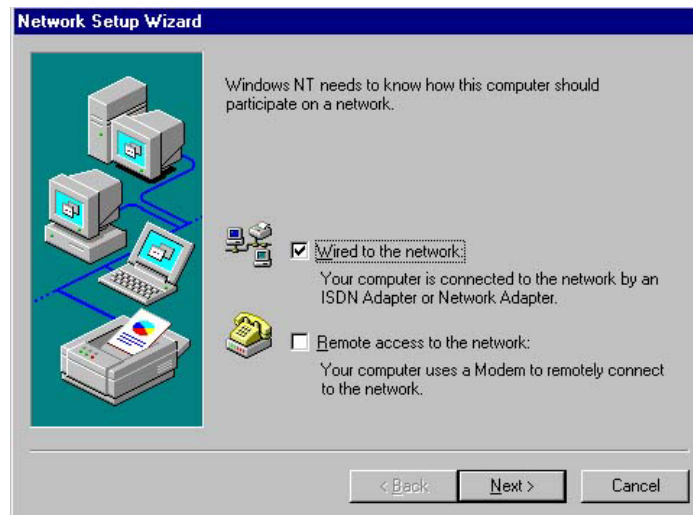 Network Setup Wizard
Windows NT needs to know how this computer should
participate on a network.
Wired to the network:
Your computer is connected to the network by an
ISDN Adapter or Network Adapter.
Remote access to the network:
Your computer uses a Modem to remotely connect
to the network.
< Back
Next >
Cancel